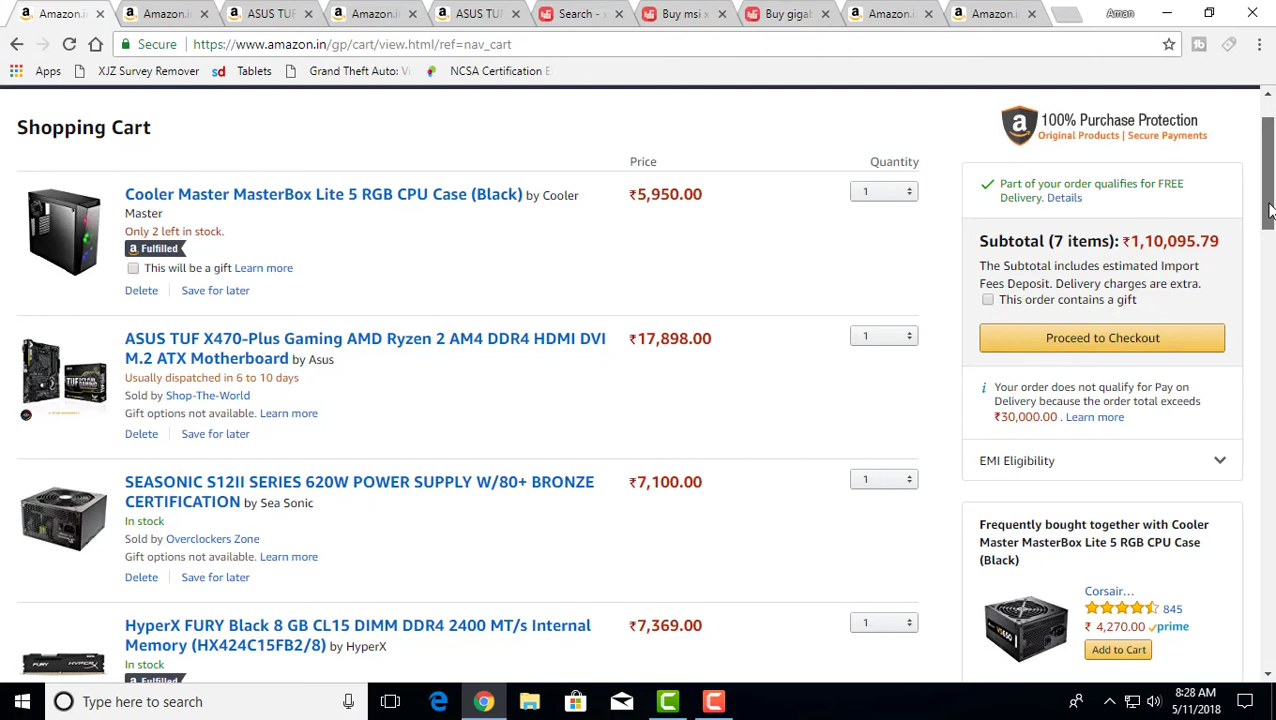 Amazon.in
Amazon.in
ASUS TUF
Amazon.in
ASUS TUF
Search - x
Buy msi x
Buy gigab
Amazon.in
Amazon.in
Aman
Secure
https://www.amazon.in/gp/cart/view.html/ref=nav_cart
Apps
XJZ Survey Remover
sd
Tablets
Grand Theft Auto: Vi
NCSA Certification E
Shopping Cart
100% Purchase Protection
Original Products | Secure Payments
Price
Quantity
Cooler Master MasterBox Lite 5 RGB CPU Case (Black) by Cooler
Master
₹5,950.00
1
Only 2 left in stock.
a Fulfilled
This will be a gift Learn more
Delete | Save for later
ASUS TUF X470-Plus Gaming AMD Ryzen 2 AM4 DDR4 HDMI DVI
M.2 ATX Motherboard by Asus
₹17,898.00
1
Usually dispatched in 6 to 10 days
Sold by Shop-The-World
Gift options not available. Learn more
Delete | Save for later
SEASONIC S12II SERIES 620W POWER SUPPLY W/80+ BRONZE
CERTIFICATION by Sea Sonic
₹7,100.00
1
In stock
Sold by Overclockers Zone
Gift options not available. Learn more
Delete | Save for later
HyperX FURY Black 8 GB CL15 DIMM DDR4 2400 MT/s Internal
Memory (HX424C15FB2/8) by HyperX
₹7,369.00
1
In stock
Fulfilled
Part of your order qualifies for FREE
Delivery. Details
Subtotal (7 items): ₹1,10,095.79
The Subtotal includes estimated Import
Fees Deposit. Delivery charges are extra.
This order contains a gift
Proceed to Checkout
Your order does not qualify for Pay on
Delivery because the order total exceeds
₹30,000.00 . Learn more
EMI Eligibility
Frequently bought together with Cooler
Master MasterBox Lite 5 RGB CPU Case
(Black)
Corsair…
845
₹ 4,270.00 prime
Add to Cart
Type here to search
8:28 AM
5/11/2018